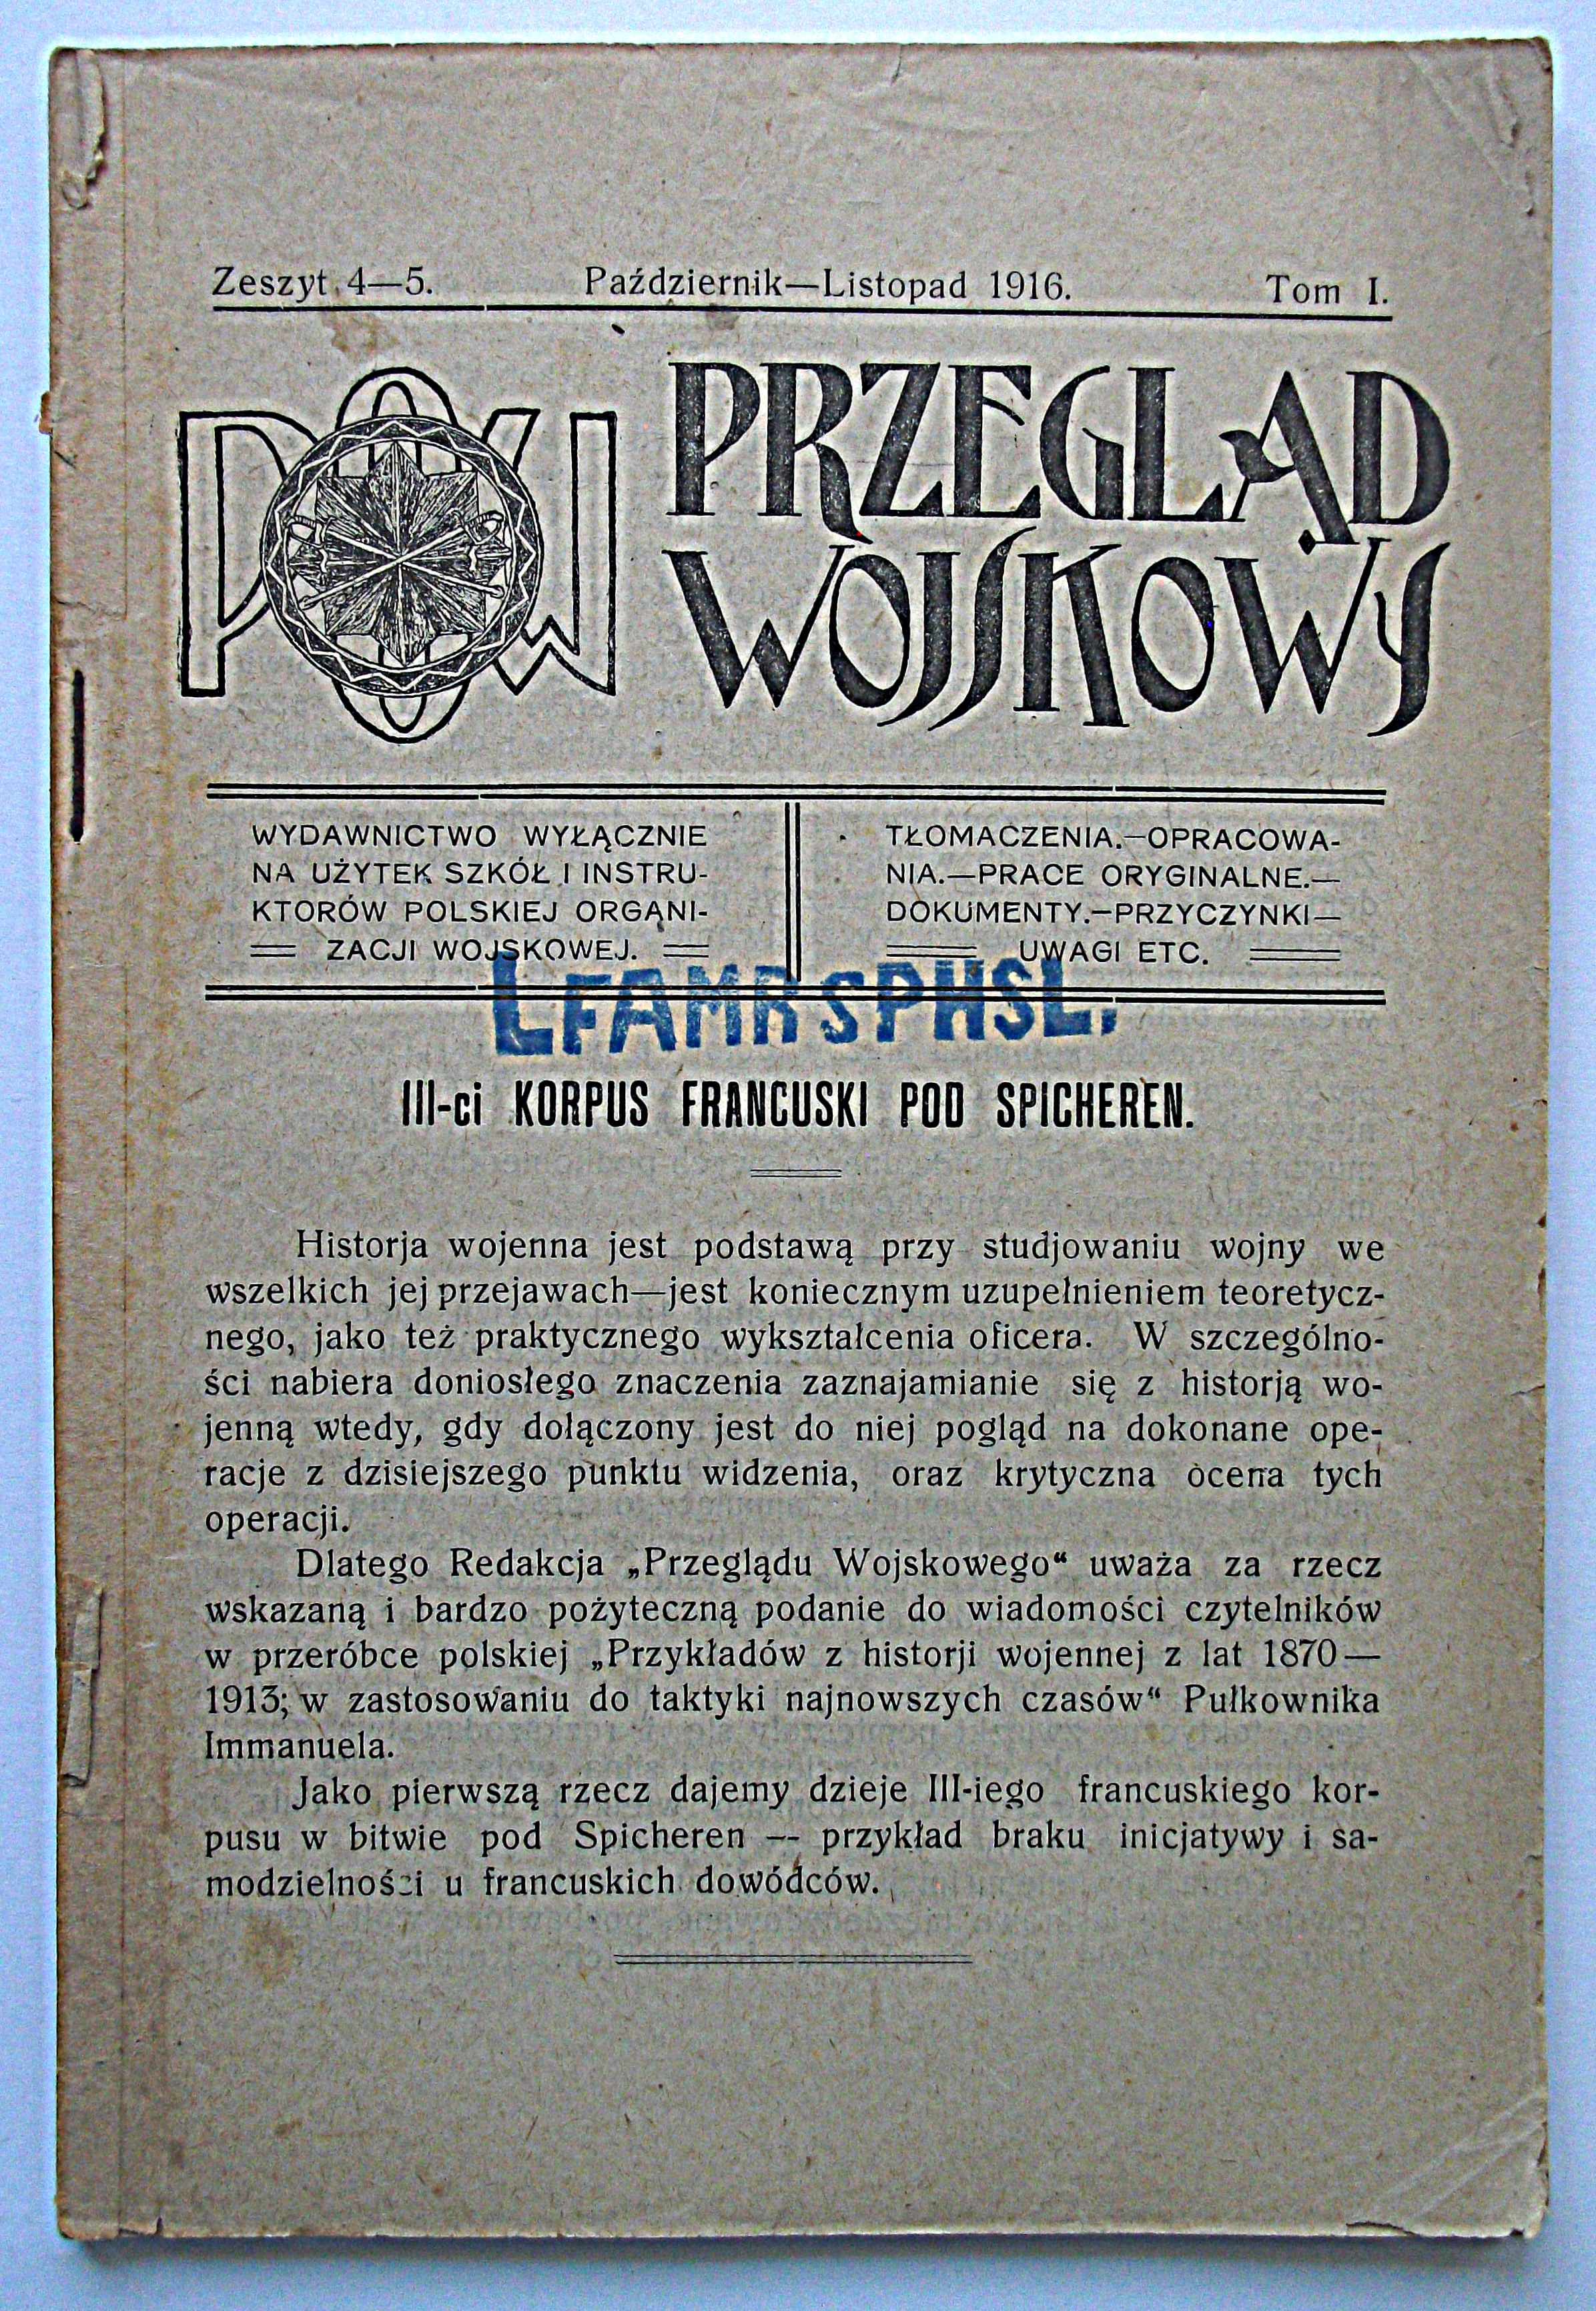 Zeszyt 4—5. Październik—Listopad 1916. Tom I.
POW
PRZEGLĄD
WOJSKOWY
WYDAWNICTWO WYŁĄCZNIE
NA UŻYTEK SZKÓŁ I INSTRU-
KTORÓW POLSKIEJ ORGANI-
ZACJI WOJSKOWEJ.
TŁOMACZENIA.—OPRACOWA-
NIA.—PRACE ORYGINALNE.—
DOKUMENTY.—PRZYCZYNKI—
UWAGI ETC.
LFAMRSPHSL.
III-ci KORPUS FRANCUSKI POD SPICHEREN.
Historja wojenna jest podstawą przy studjowaniu wojny we
wszelkich jej przejawach—jest koniecznym uzupełnieniem teoretycz-
nego, jako też praktycznego wykształcenia oficera. W szczególno-
ści nabiera doniosłego znaczenia zaznajamianie się z historją wo-
jenną wtedy, gdy dołączony jest do niej pogląd na dokonane ope-
racje z dzisiejszego punktu widzenia, oraz krytyczna ocena tych
operacji.
Dlatego Redakcja „Przeglądu Wojskowego“ uważa za rzecz
wskazaną i bardzo pożyteczną podanie do wiadomości czytelników
w przeróbce polskiej „Przykładów z historji wojennej z lat 1870—
1913; w zastosowaniu do taktyki najnowszych czasów“ Pułkownika
Immanuela.
Jako pierwszą rzecz dajemy dzieje III-iego francuskiego kor-
pusu w bitwie pod Spicheren — przykład braku inicjatywy i sa-
modzielności u francuskich dowódców.